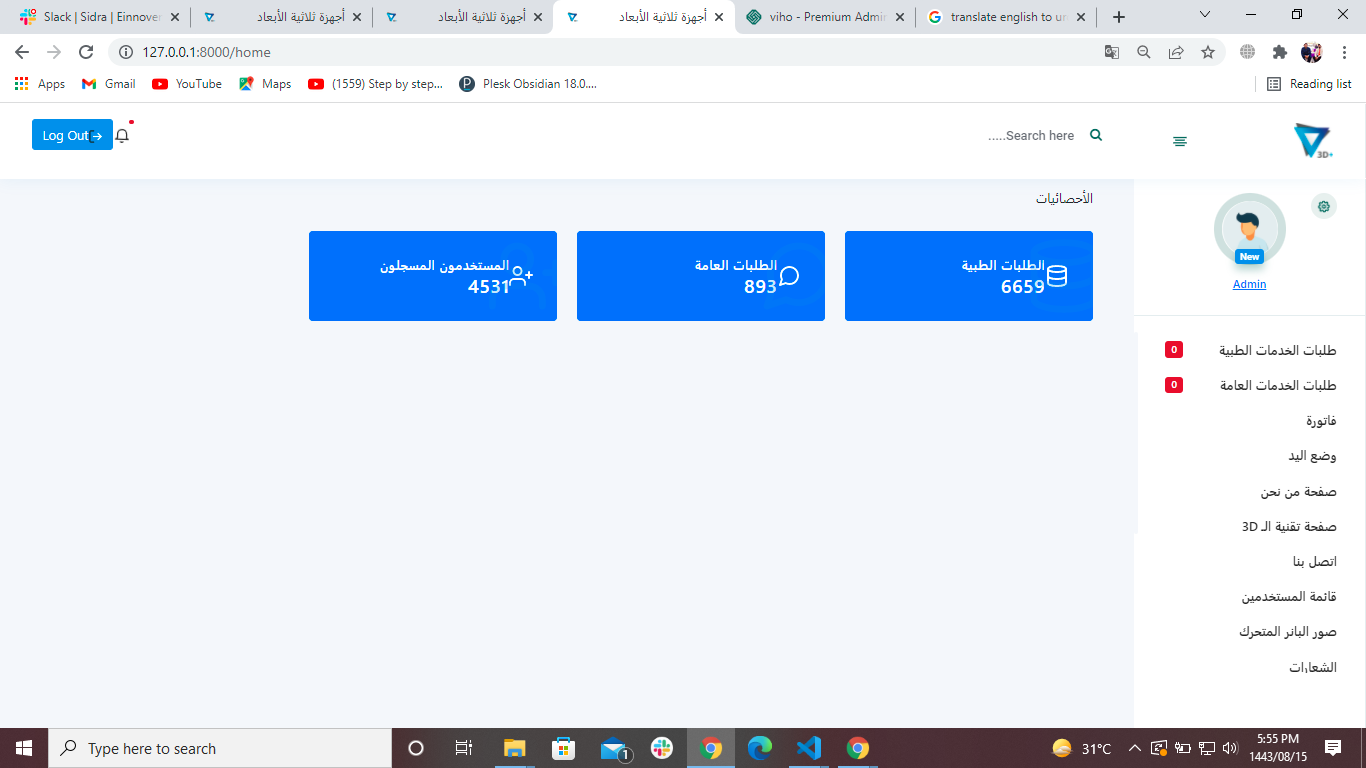 Slack | Sidra | Einnover
أجهزة ثلاثية الأبعاد
أجهزة ثلاثية الأبعاد
أجهزة ثلاثية الأبعاد
viho - Premium Admin
translate english to ur
127.0.0.1:8000/home
Apps
Gmail
YouTube
Maps
(1559) Step by step...
Plesk Obsidian 18.0....
Reading list
Log Out
Search here.....
3D+
الأحصائيات
الطلبات الطبية
6659
الطلبات العامة
893
المستخدمون المسجلون
4531
New
Admin
طلبات الخدمات الطبية 0
طلبات الخدمات العامة 0
فاتورة
وضع اليد
صفحة من نحن
صفحة تقنية الـ 3D
اتصل بنا
قائمة المستخدمين
صور البانر المتحرك
الشعارات
Type here to search
1
31°C
5:55 PM
1443/08/15